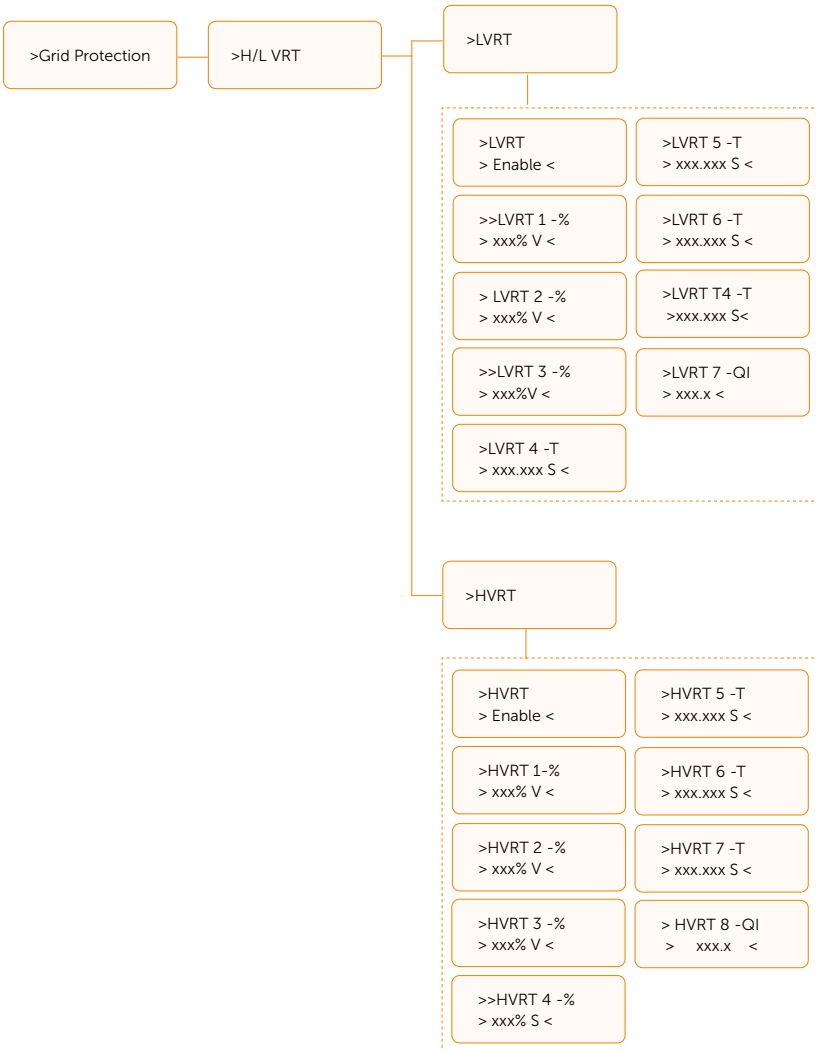 >Grid Protection
>H/L VRT
>LVRT
>LVRT
> Enable <
>>LVRT 1 -%
> xxx% V <
> LVRT 2 -%
> xxx% V <
>>LVRT 3 -%
> xxx%V <
>LVRT 4 -T
> xxx.xxx S <
>LVRT 5 -T
> xxx.xxx S <
>LVRT 6 -T
> xxx.xxx S <
>LVRT T4 -T
>xxx.xxx S<
>LVRT 7 -QI
> xxx.x <
>HVRT
>HVRT
> Enable <
>HVRT 1-%
> xxx% V <
>HVRT 2 -%
> xxx% V <
>HVRT 3 -%
> xxx% V <
>>HVRT 4 -%
> xxx% S <
>HVRT 5 -T
> xxx.xxx S <
>HVRT 6 -T
> xxx.xxx S <
>HVRT 7 -T
> xxx.xxx S <
> HVRT 8 -QI
> xxx.x <